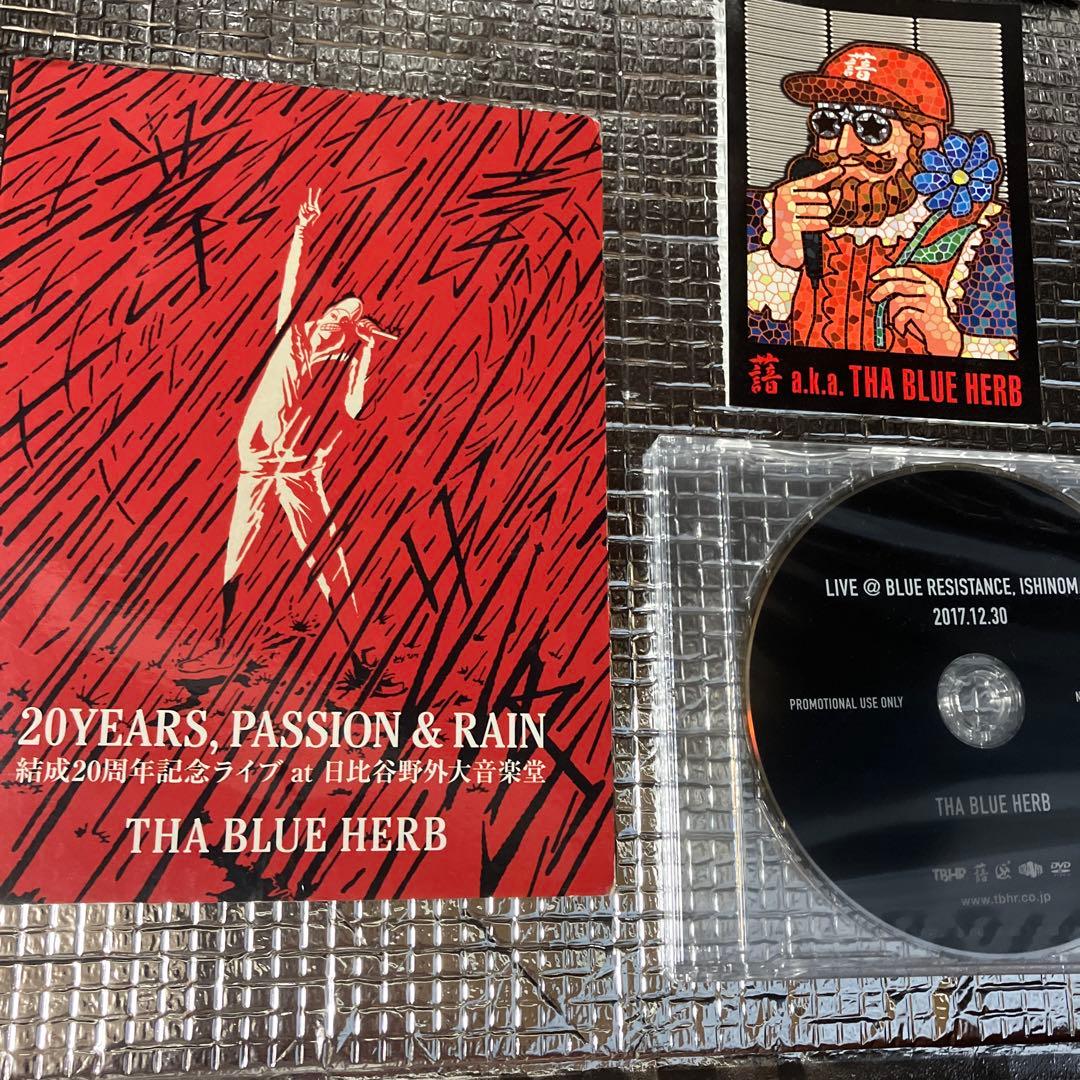 20YEARS, PASSION & RAIN
結成20周年記念ライブ at 日比谷野外大音楽堂
THA BLUE HERB
a.k.a. THA BLUE HERB
LIVE @ BLUE RESISTANCE, ISHINOM
2017.12.30
PROMOTIONAL USE ONLY
THA BLUE HERB
TBHR
DVD
www.tbhr.co.jp